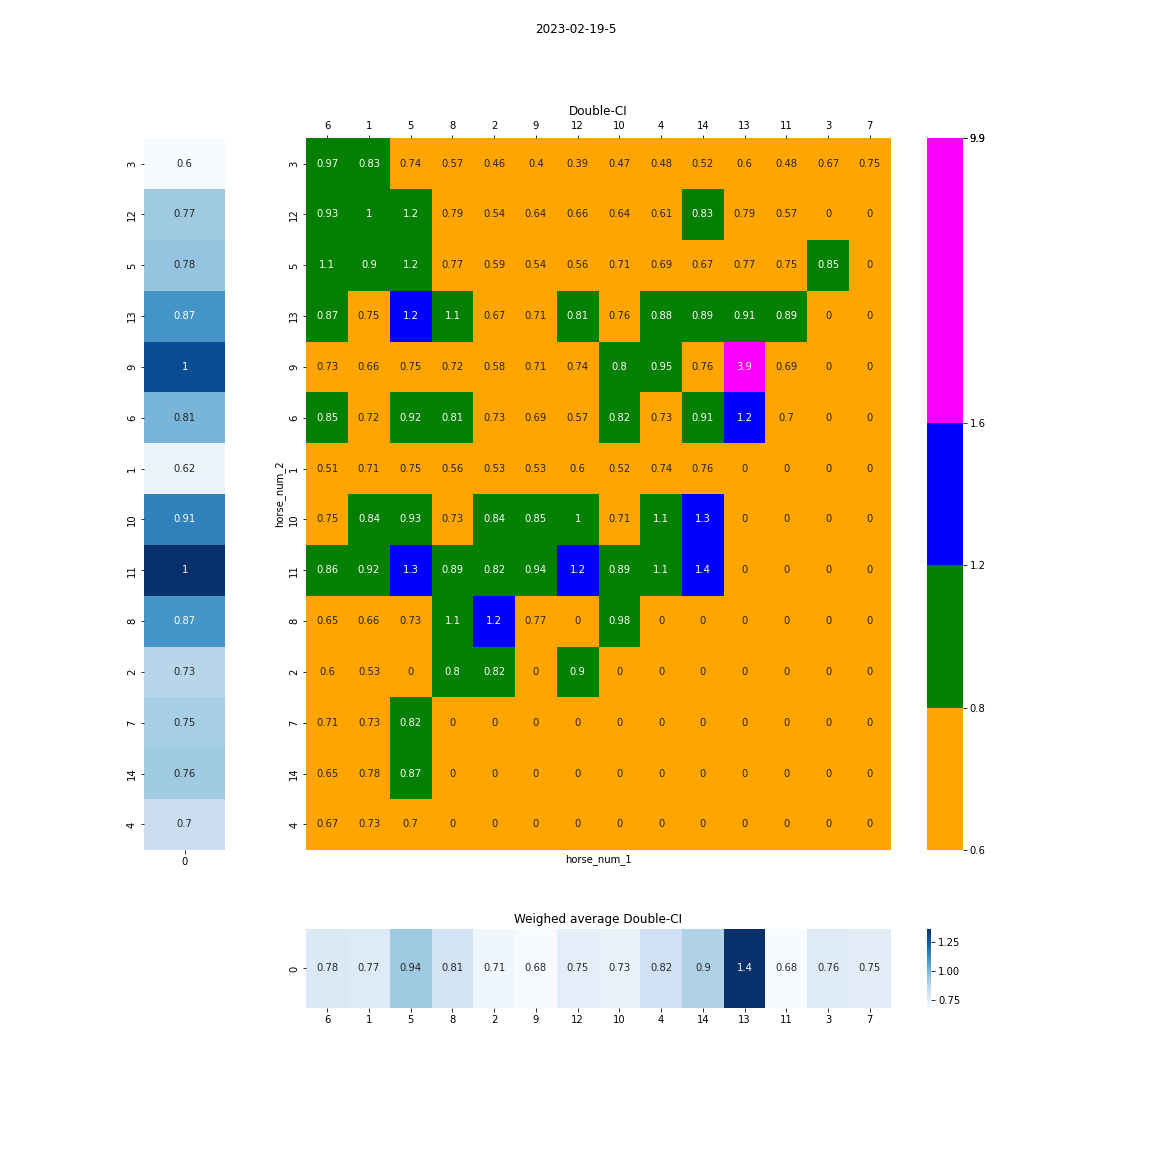 2023-02-19-5
Double-CI
6 1 5 8 2 9 12 10 4 14 13 11 3 7
3 0.6 3 0.97 0.83 0.74 0.57 0.46 0.4 0.39 0.47 0.48 0.52 0.6 0.48 0.67 0.75 9.9
12 0.77 12 0.93 1 1.2 0.79 0.54 0.64 0.66 0.64 0.61 0.83 0.79 0.57 0 0
5 0.78 5 1.1 0.9 1.2 0.77 0.59 0.54 0.56 0.71 0.69 0.67 0.77 0.75 0.85 0
13 0.87 13 0.87 0.75 1.2 1.1 0.67 0.71 0.81 0.76 0.88 0.89 0.91 0.89 0 0
9 1 9 0.73 0.66 0.75 0.72 0.58 0.71 0.74 0.8 0.95 0.76 3.9 0.69 0 0
6 0.81 6 0.85 0.72 0.92 0.81 0.73 0.69 0.57 0.82 0.73 0.91 1.2 0.7 0 0 1.6
1 0.62 1 0.51 0.71 0.75 0.56 0.53 0.53 0.6 0.52 0.74 0.76 0 0 0 0
horse_num_2
10 0.91 10 0.75 0.84 0.93 0.73 0.84 0.85 1 0.71 1.1 1.3 0 0 0 0
11 1 11 0.86 0.92 1.3 0.89 0.82 0.94 1.2 0.89 1.1 1.4 0 0 0 0 1.2
8 0.87 8 0.65 0.66 0.73 1.1 1.2 0.77 0 0.98 0 0 0 0 0 0
2 0.73 2 0.6 0.53 0 0.8 0.82 0 0.9 0 0 0 0 0 0 0
7 0.75 7 0.71 0.73 0.82 0 0 0 0 0 0 0 0 0 0 0 0.8
14 0.76 14 0.65 0.78 0.87 0 0 0 0 0 0 0 0 0 0 0
4 0.7 4 0.67 0.73 0.7 0 0 0 0 0 0 0 0 0 0 0 0.6
0 horse_num_1
Weighed average Double-CI
0 0.78 0.77 0.94 0.81 0.71 0.68 0.75 0.73 0.82 0.9 1.4 0.68 0.76 0.75
6 1 5 8 2 9 12 10 4 14 13 11 3 7
1.25
1.00
0.75